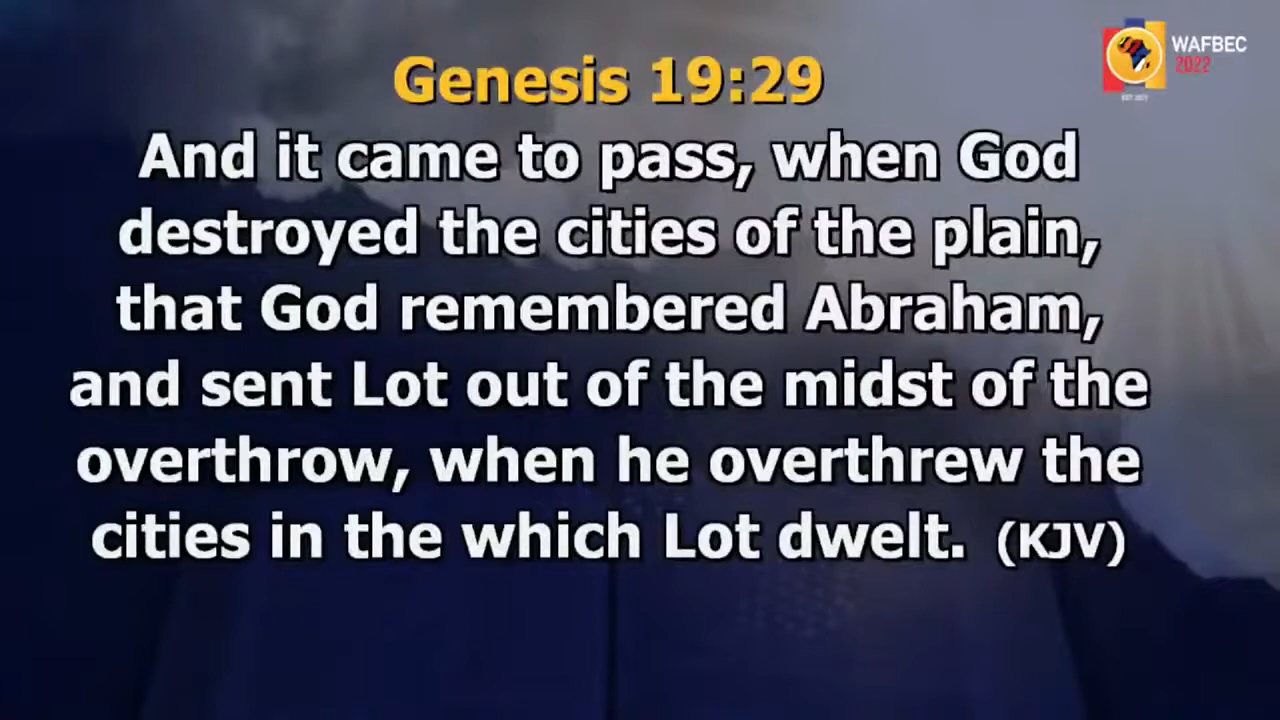 Genesis 19:29
And it came to pass, when God
destroyed the cities of the plain,
that God remembered Abraham,
and sent Lot out of the midst of the
overthrow, when he overthrew the
cities in the which Lot dwelt. (KJV)
WAFBEC
2022